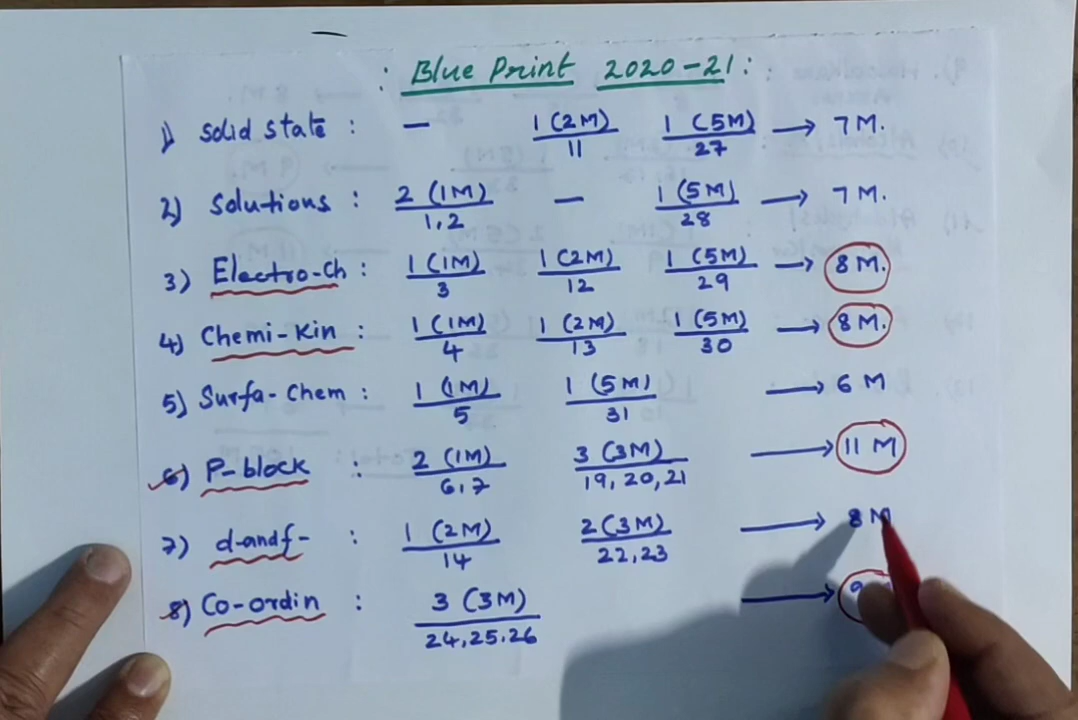 : Blue Print 2020-21:
1) Solid state : — 1 (2M)/11 1 (5M)/27 → 7 M.
2) Solutions : 2 (1M)/1,2 — 1 (5M)/28 → 7 M.
3) Electro-Ch : 1 (1M)/3 1 (2M)/12 1 (5M)/29 → 8 M.
4) Chemi-Kin : 1 (1M)/4 1 (2M)/13 1 (5M)/30 → 8 M.
5) Surfa-Chem : 1 (1M)/5 1 (5M)/31 → 6 M
6) P-block : 2 (1M)/6,7 3 (3M)/19, 20, 21 → 11 M
7) d-andf- : 1 (2M)/14 2 (3M)/22, 23 → 8 M
8) Co-ordin : 3 (3M)/24, 25, 26 → 9